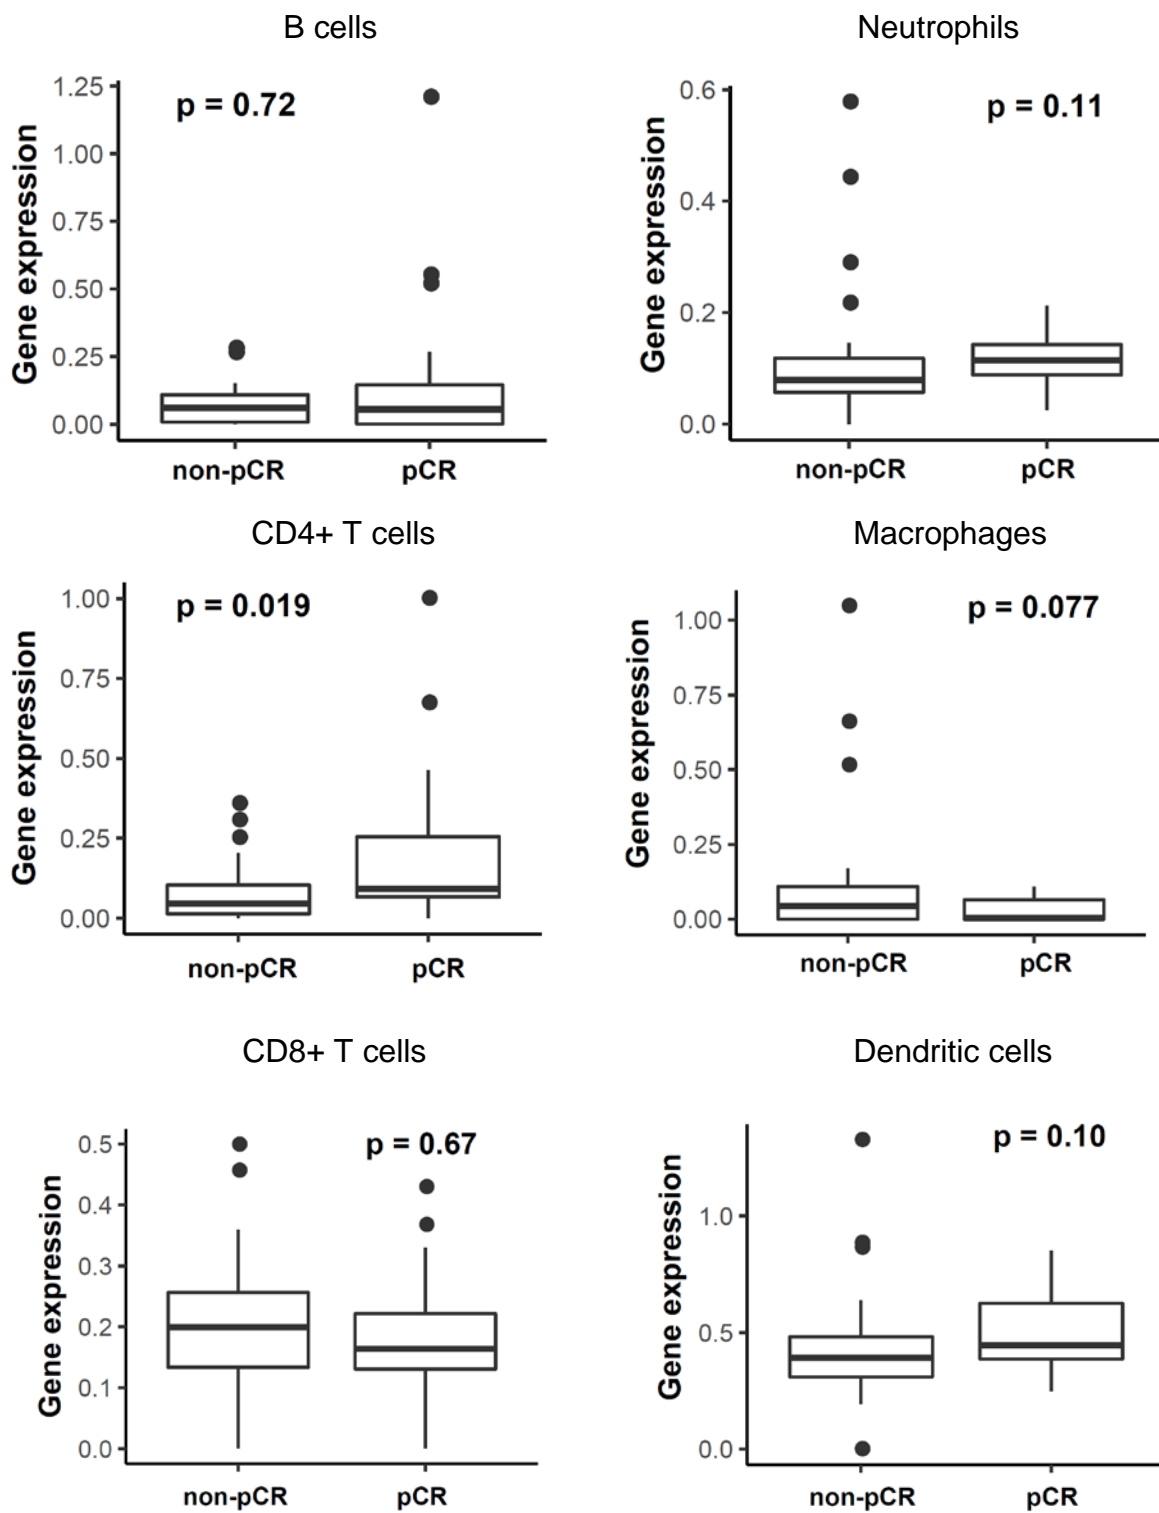 B cells
p = 0.72
Gene expression
1.25
1.00
0.75
0.50
0.25
0.00
non-pCR pCR
Neutrophils
p = 0.11
Gene expression
0.6
0.4
0.2
0.0
non-pCR pCR
CD4+ T cells
p = 0.019
Gene expression
1.00
0.75
0.50
0.25
0.00
non-pCR pCR
Macrophages
p = 0.077
Gene expression
1.00
0.75
0.50
0.25
0.00
non-pCR pCR
CD8+ T cells
p = 0.67
Gene expression
0.5
0.4
0.3
0.2
0.1
0.0
non-pCR pCR
Dendritic cells
p = 0.10
Gene expression
1.0
0.5
0.0
non-pCR pCR